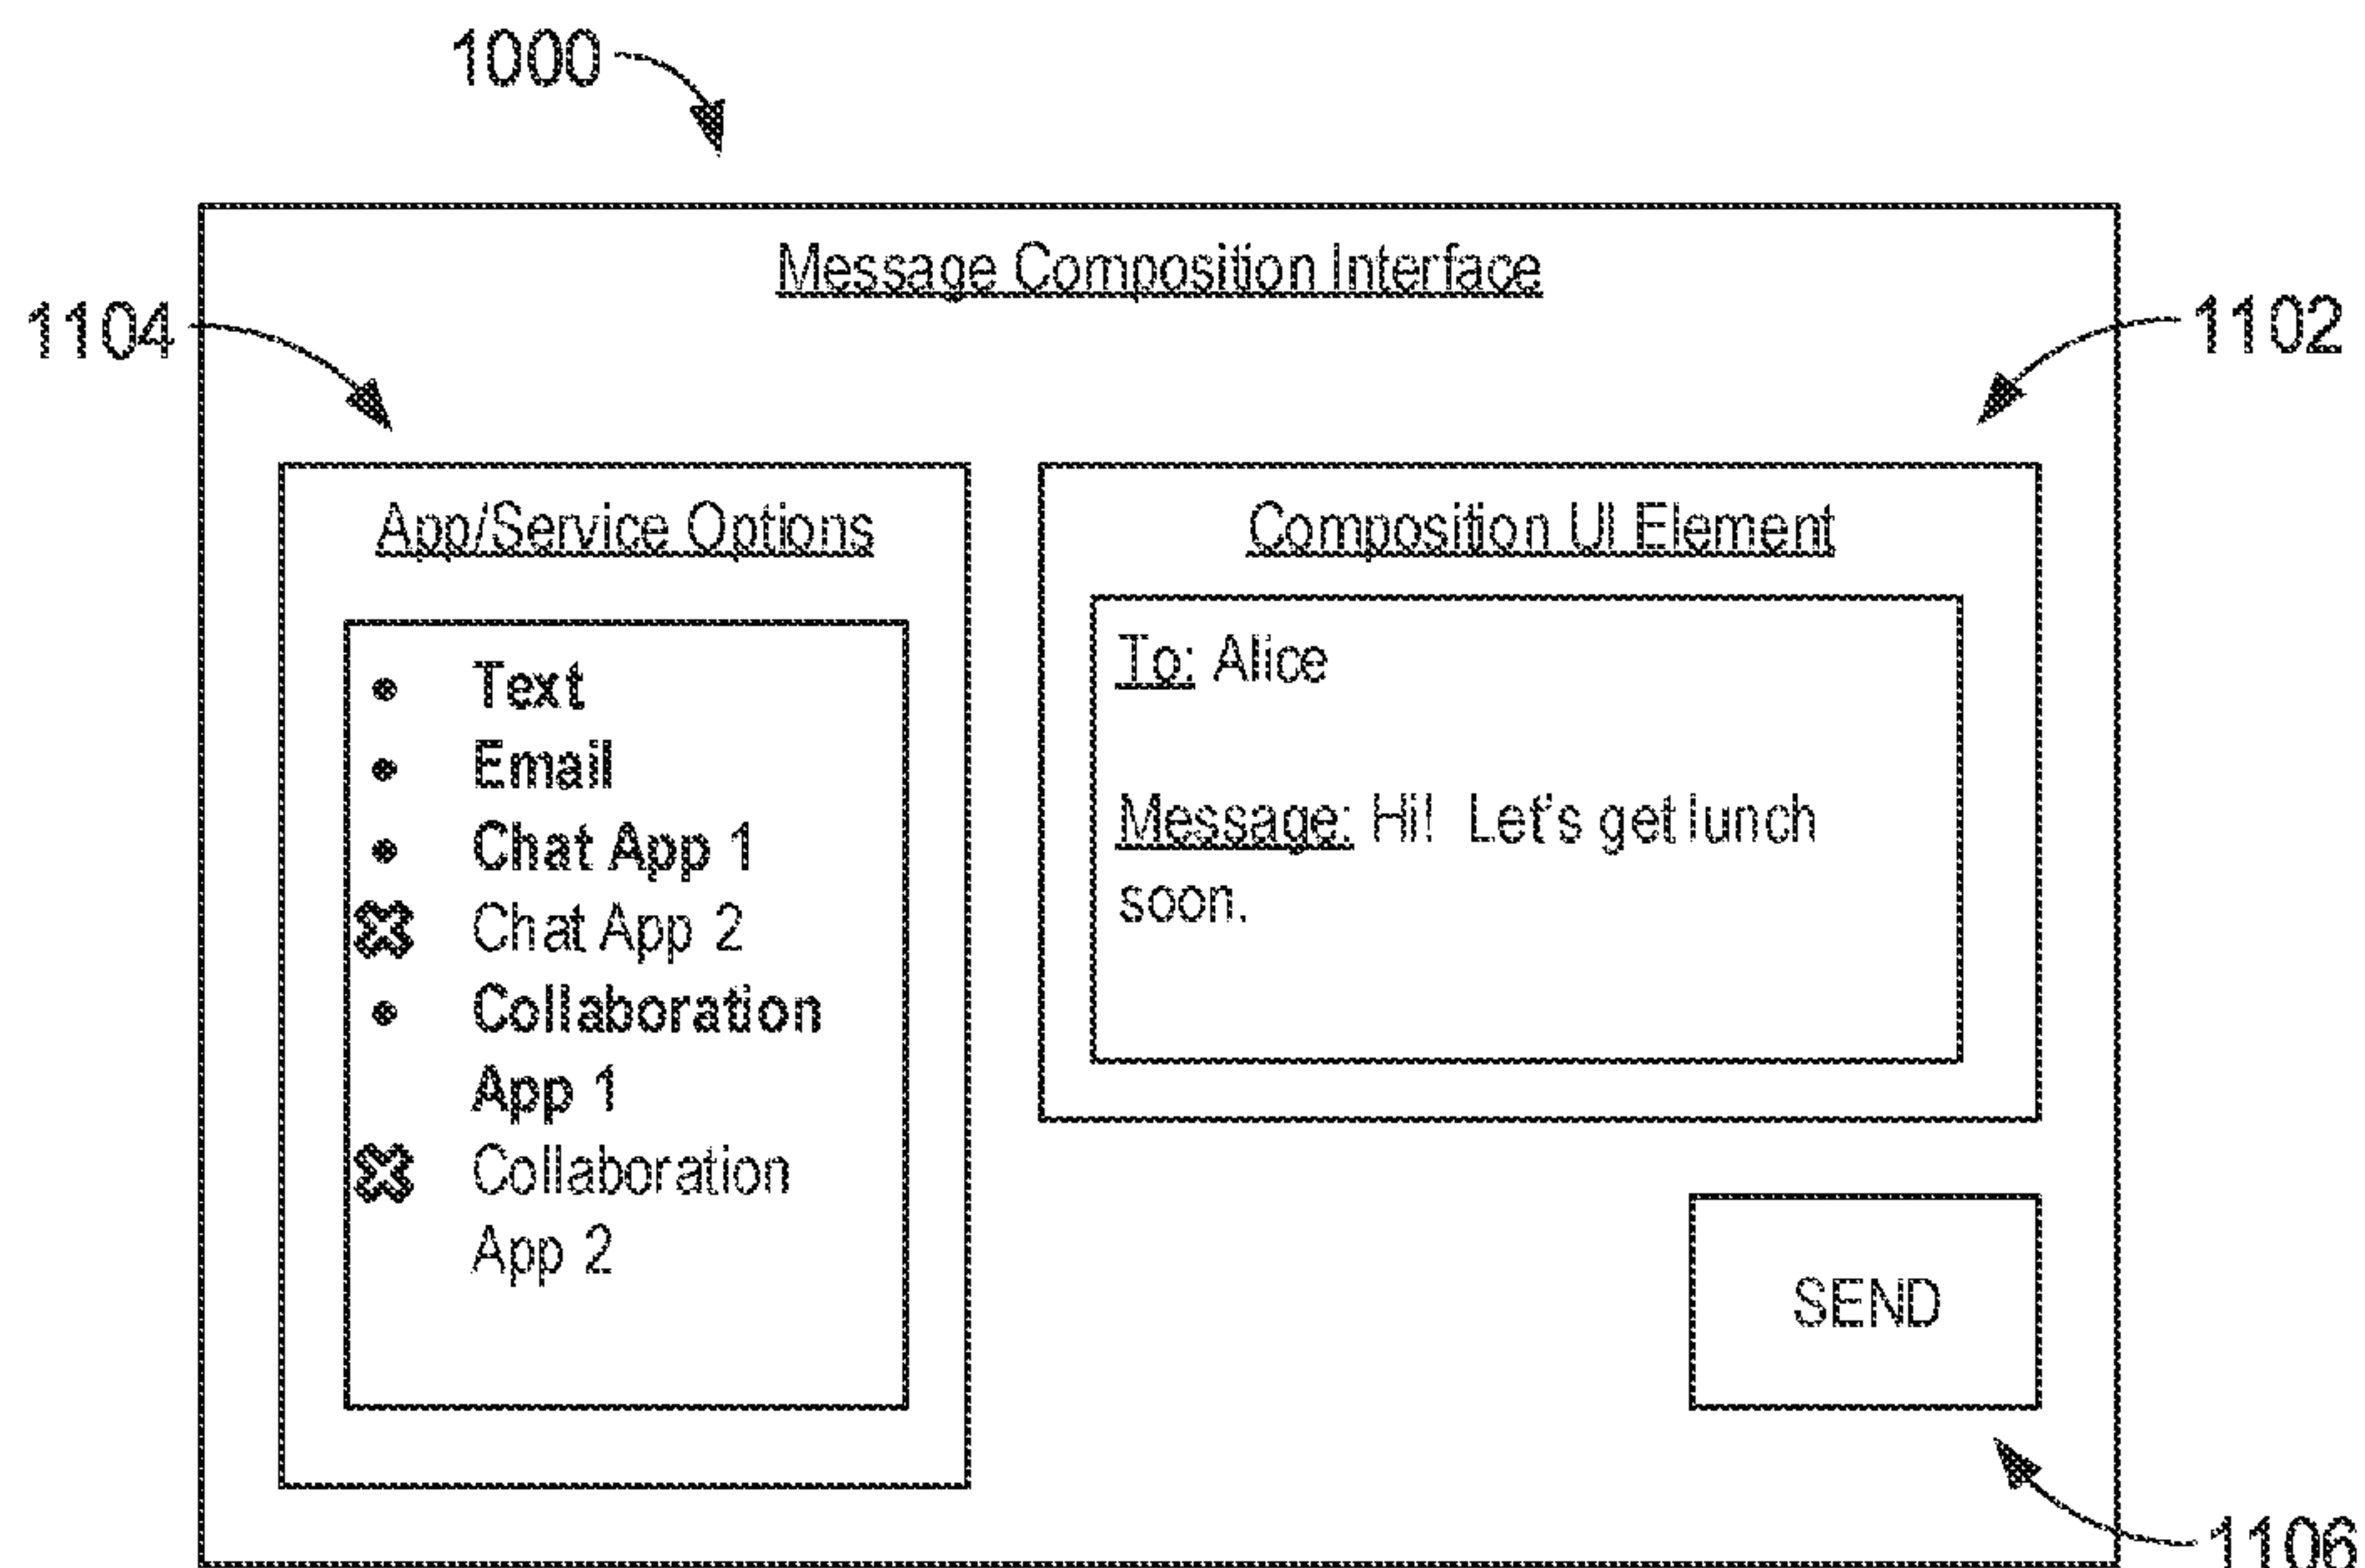 1000
Message Composition Interface
1104
1102
App/Service Options
• Text
• Email
• Chat App 1
Chat App 2
• Collaboration
App 1
Collaboration
App 2
Composition UI Element
To: Alice
Message: Hi! Let's get lunch
soon.
SEND
1106